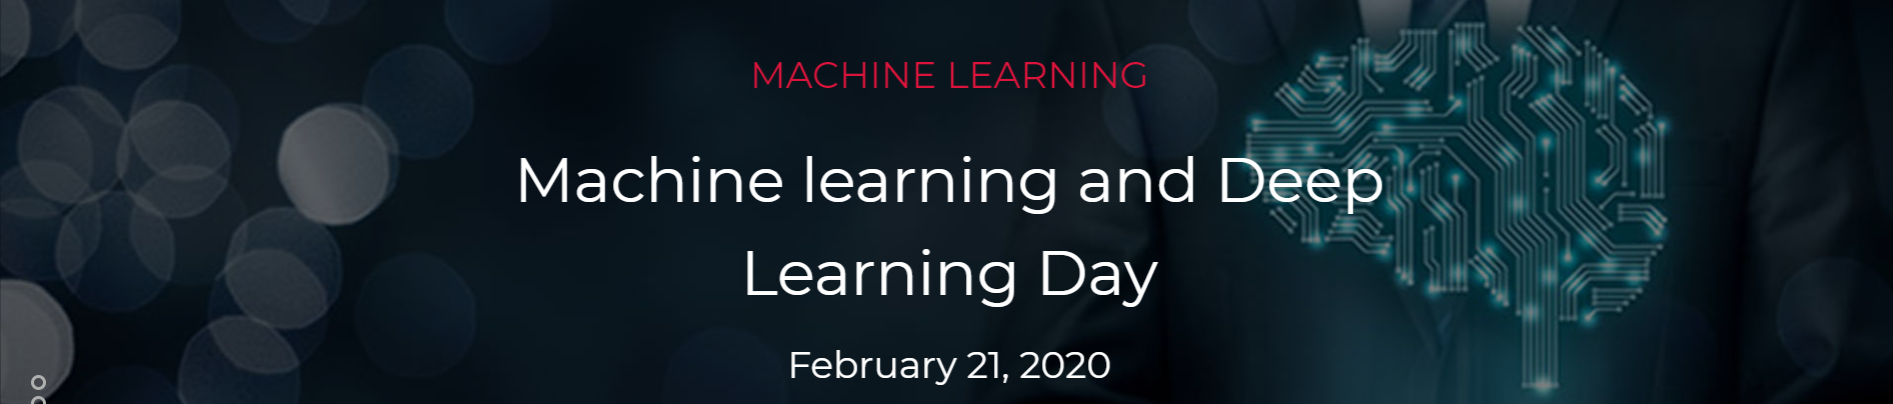 MACHINE LEARNING
Machine learning and Deep
Learning Day
February 21, 2020